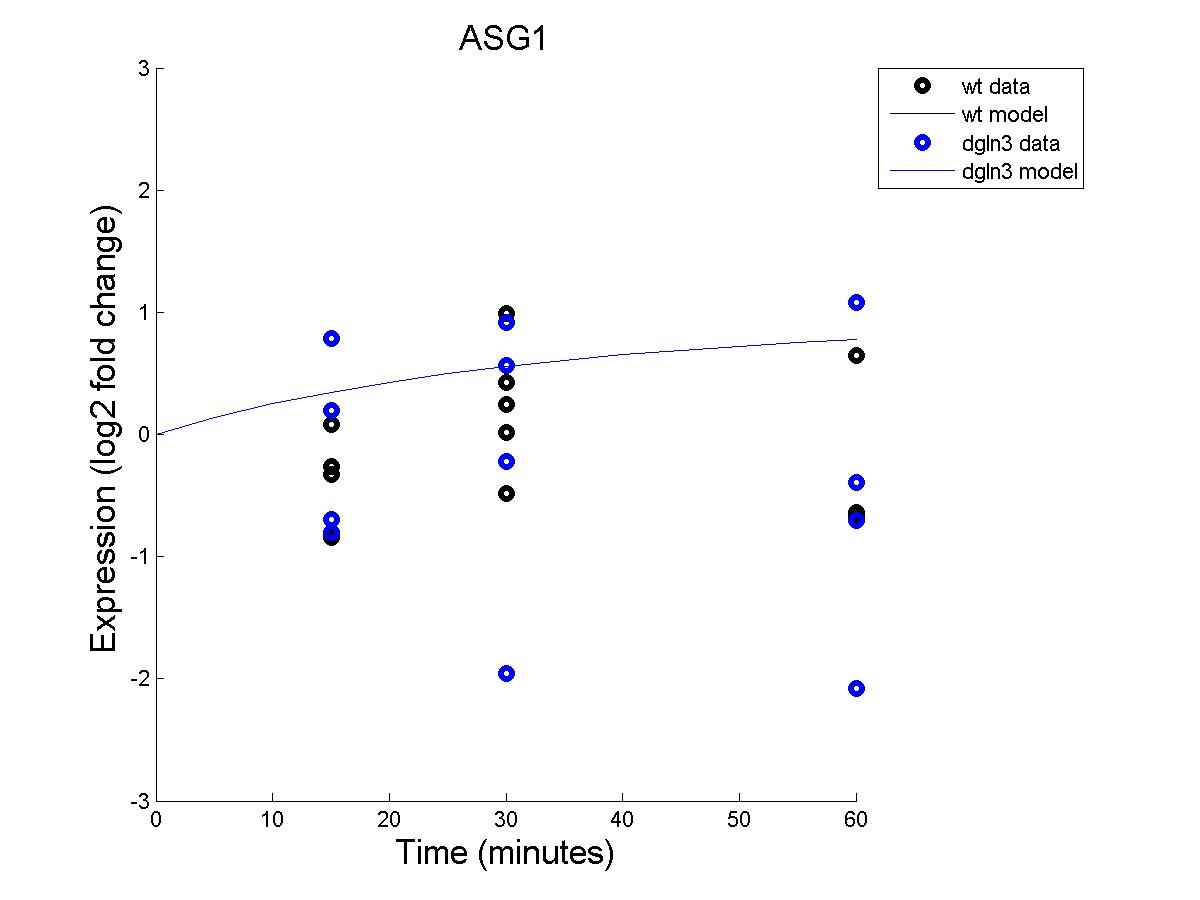 ASG1
3
2
1
0
-1
-2
-3
0 10 20 30 40 50 60
Expression (log2 fold change)
Time (minutes)
wt data
wt model
dgln3 data
dgln3 model